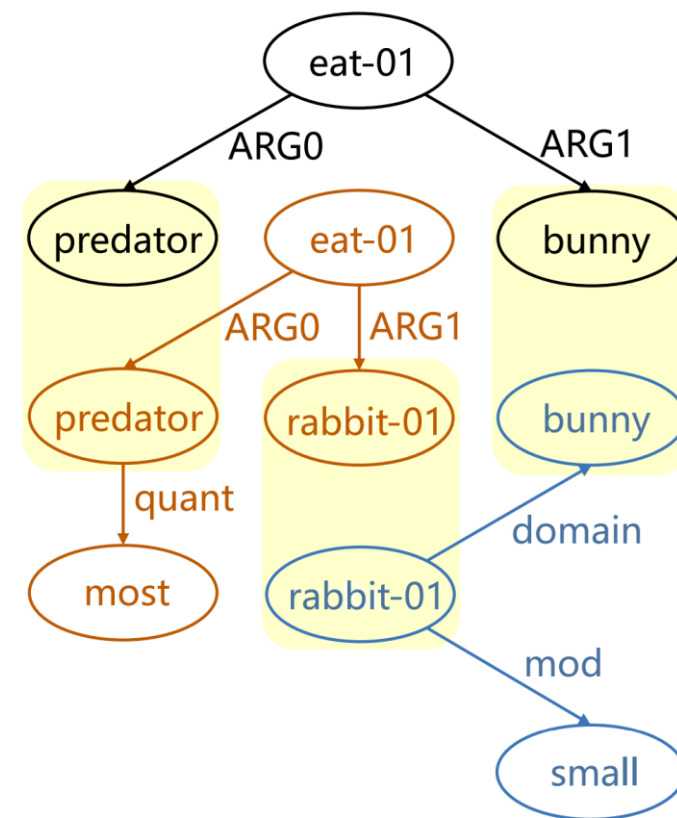 eat-01
ARG0
ARG1
predator
eat-01
bunny
ARG0
ARG1
predator
rabbit-01
bunny
quant
domain
most
rabbit-01
mod
small